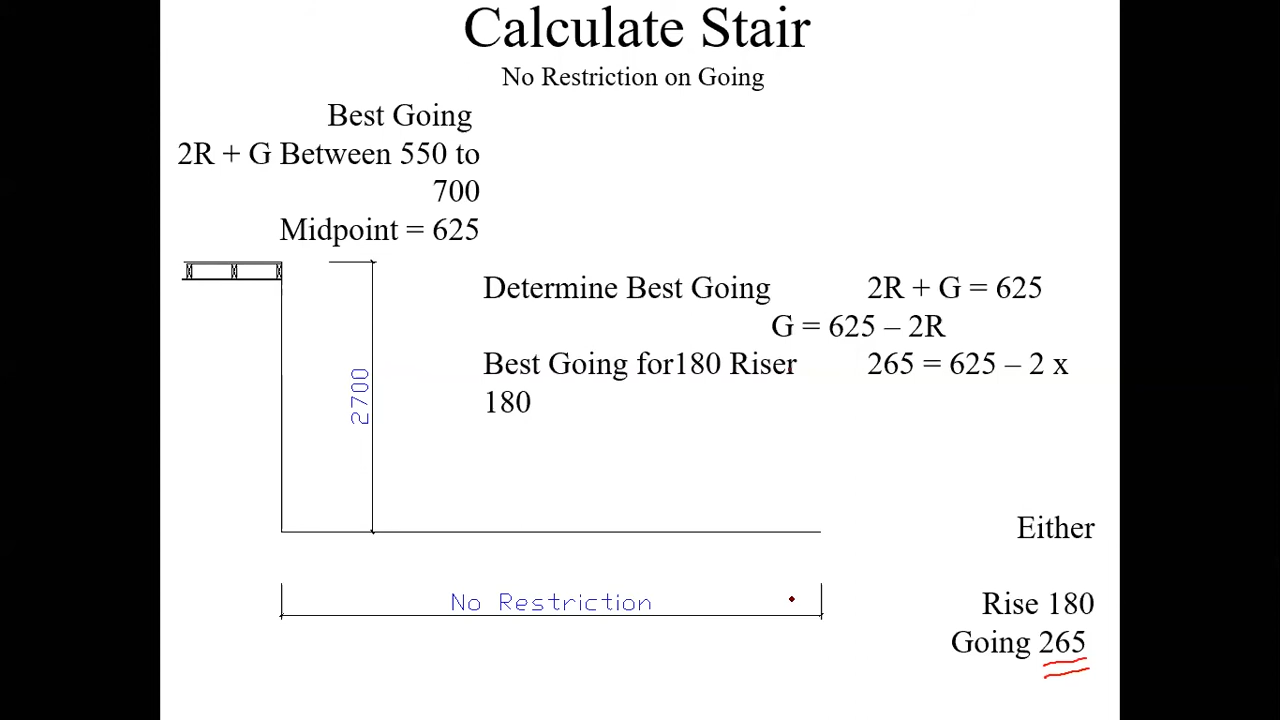 Calculate Stair
No Restriction on Going
Best Going
2R + G Between 550 to
700
Midpoint = 625
Determine Best Going 2R + G = 625
G = 625 – 2R
Best Going for180 Riser 265 = 625 – 2 x
180
2700
Either
No Restriction
Rise 180
Going 265